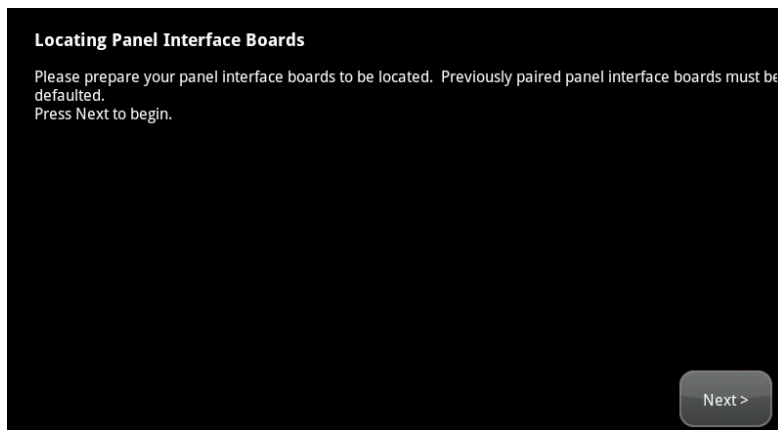 Locating Panel Interface Boards
Please prepare your panel interface boards to be located.  Previously paired panel interface boards must be
defaulted.
Press Next to begin.
Next >